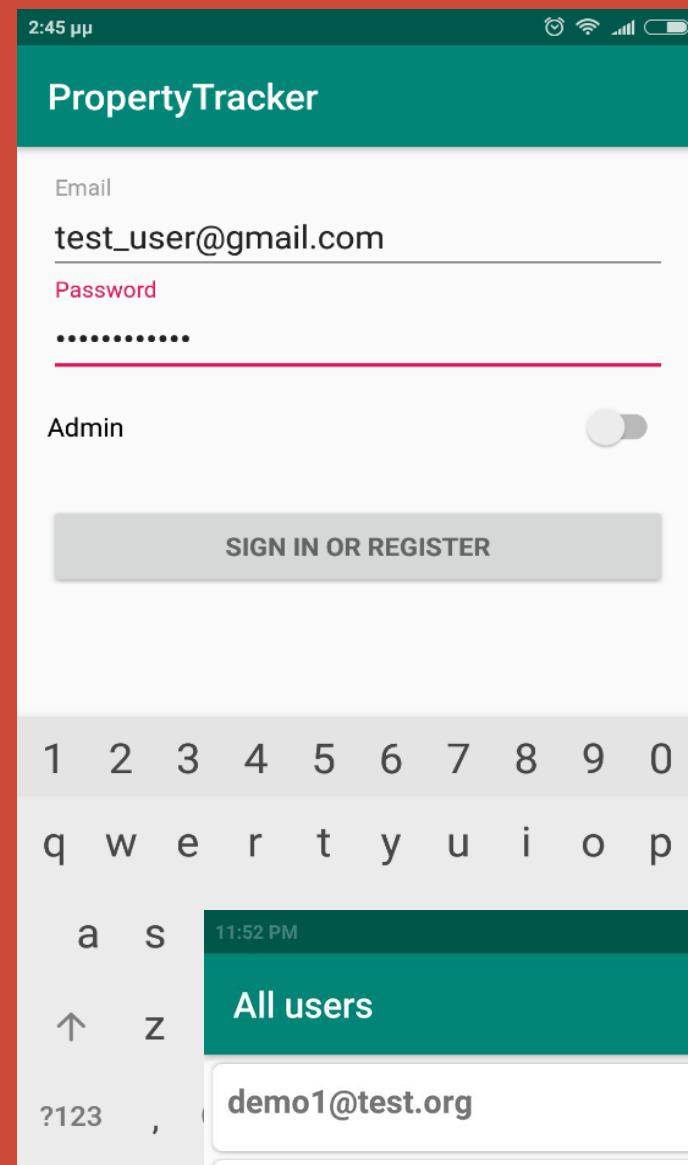 2:45 μμ
PropertyTracker
Email
test_user@gmail.com
Password
••••••••••••
Admin
SIGN IN OR REGISTER
1 2 3 4 5 6 7 8 9 0
q w e r t y u i o p
a s
z
?123 ,
11:52 PM
All users
demo1@test.org